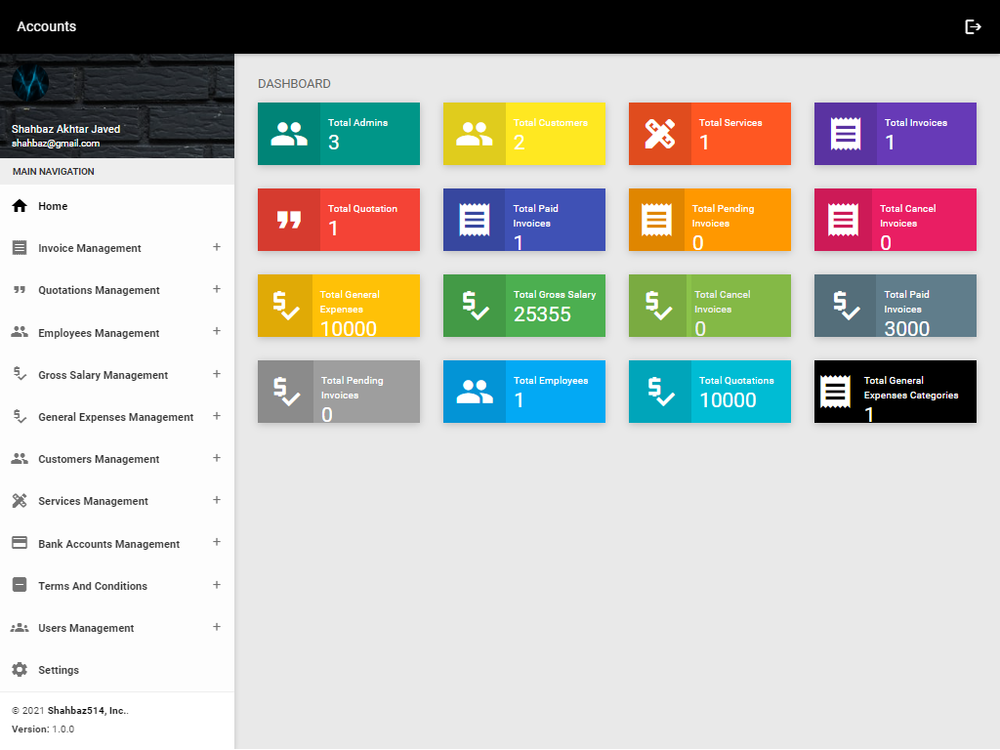 Accounts
Shahbaz Akhtar Javed
shahbaz@gmail.com
MAIN NAVIGATION
Home
Invoice Management +
Quotations Management +
Employees Management +
Gross Salary Management +
General Expenses Management +
Customers Management +
Services Management +
Bank Accounts Management +
Terms And Conditions +
Users Management +
Settings
© 2021 Shahbaz514, Inc..
Version: 1.0.0
DASHBOARD
Total Admins
3
Total Customers
2
Total Services
1
Total Invoices
1
Total Quotation
1
Total Paid
Invoices
1
Total Pending
Invoices
0
Total Cancel
Invoices
0
Total General
Expenses
10000
Total Gross Salary
25355
Total Cancel
Invoices
0
Total Paid
Invoices
3000
Total Pending
Invoices
0
Total Employees
1
Total Quotations
10000
Total General
Expenses Categories
1